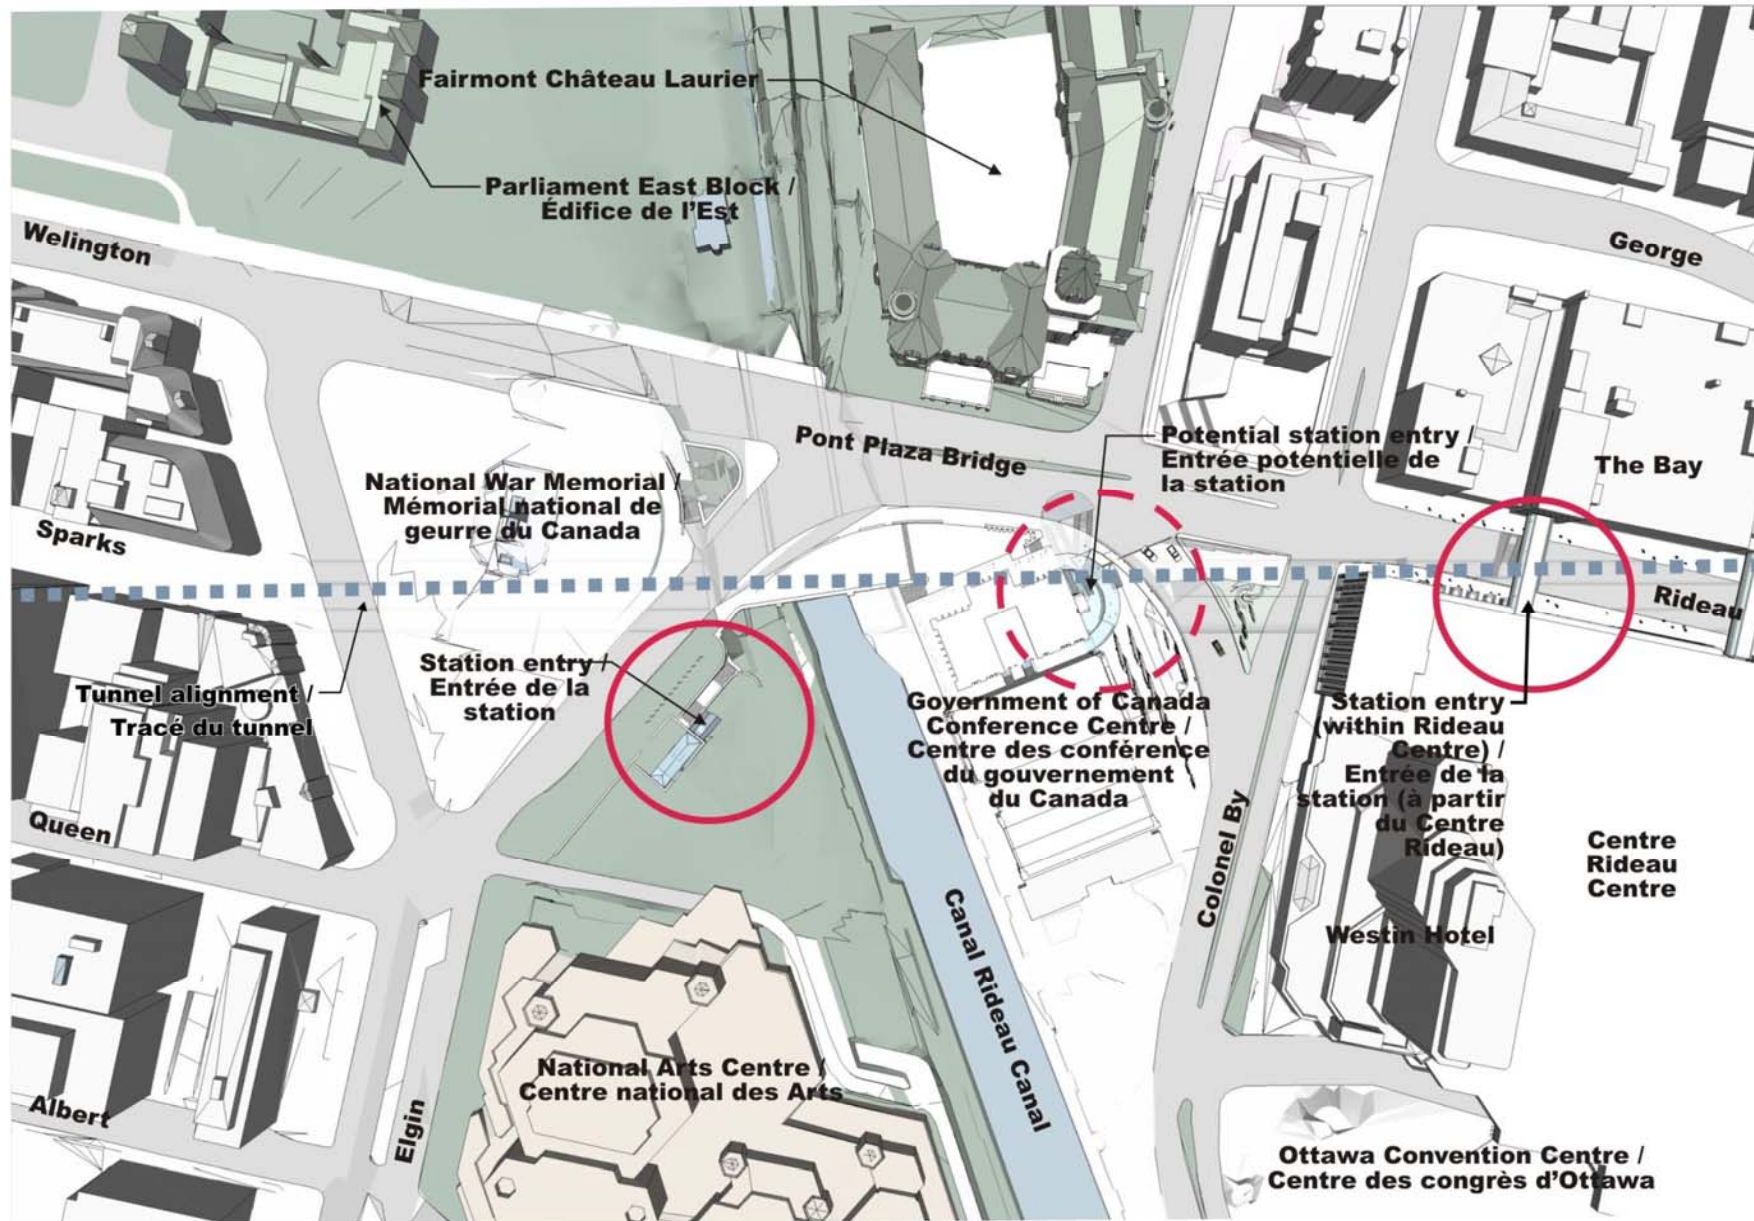 Fairmont Château Laurier
Parliament East Block /
Édifice de l'Est
Welington
George
Pont Plaza Bridge
Potential station entry /
Entrée potentielle de
la station
The Bay
National War Memorial /
Mémorial national de
geurre du Canada
Sparks
Rideau
Station entry /
Entrée de la
station
Tunnel alignment /
Tracé du tunnel
Government of Canada
Conference Centre /
Centre des conférence
du gouvernement
du Canada
Station entry
(within Rideau
Centre) /
Entrée de la
station (à partir
du Centre
Rideau)
Queen
Colonel By
Centre
Rideau
Centre
Canal Rideau Canal
Westin Hotel
National Arts Centre /
Centre national des Arts
Albert
Elgin
Ottawa Convention Centre /
Centre des congrès d'Ottawa